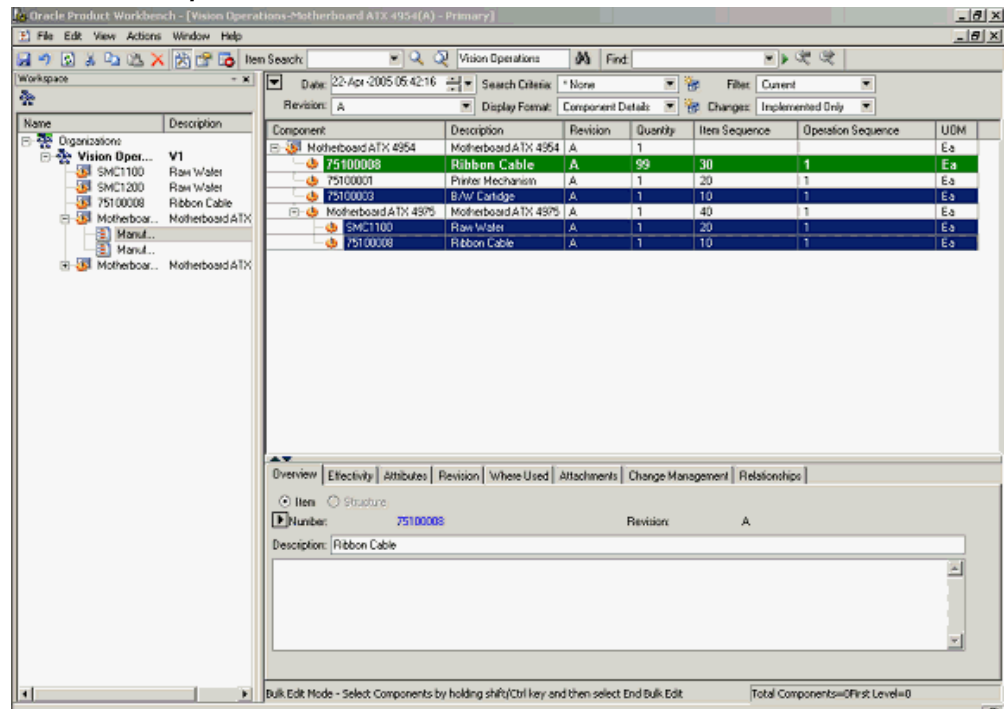 Oracle Product Workbench - [Vision Operations-Motherboard ATX 4954(A) - Primary]
File Edit View Actions Window Help
Item Search: Vision Operations Find:
Workspace
Date: 22-Apr-2005 05:42:16 Search Criteria: * None Filter: Current
Revision: A Display Format: Component Details Changes: Implemented Only
Name Description
Organizations
Vision Oper... V1
SMC1100 Raw Wafer
SMC1200 Raw Wafer
75100008 Ribbon Cable
Motherboar... Motherboard ATX
Manuf...
Manuf...
Motherboar... Motherboard ATX
Component Description Revision Quantity Item Sequence Operation Sequence UOM
Motherboard ATX 4954 Motherboard ATX 4954 A 1 Ea
75100008 Ribbon Cable A 99 30 1 Ea
75100001 Printer Mechanism A 1 20 1 Ea
75100003 B/W Cartidge A 1 10 1 Ea
Motherboard ATX 4975 Motherboard ATX 4975 A 1 40 1 Ea
SMC1100 Raw Wafer A 1 20 1 Ea
75100008 Ribbon Cable A 1 10 1 Ea
Overview Effectivity Attributes Revision Where Used Attachments Change Management Relationships
Item Structure
Number: 75100008 Revision: A
Description: Ribbon Cable
Bulk Edit Mode - Select Components by holding shift/Ctrl key and then select End Bulk Edit Total Components=0First Level=0